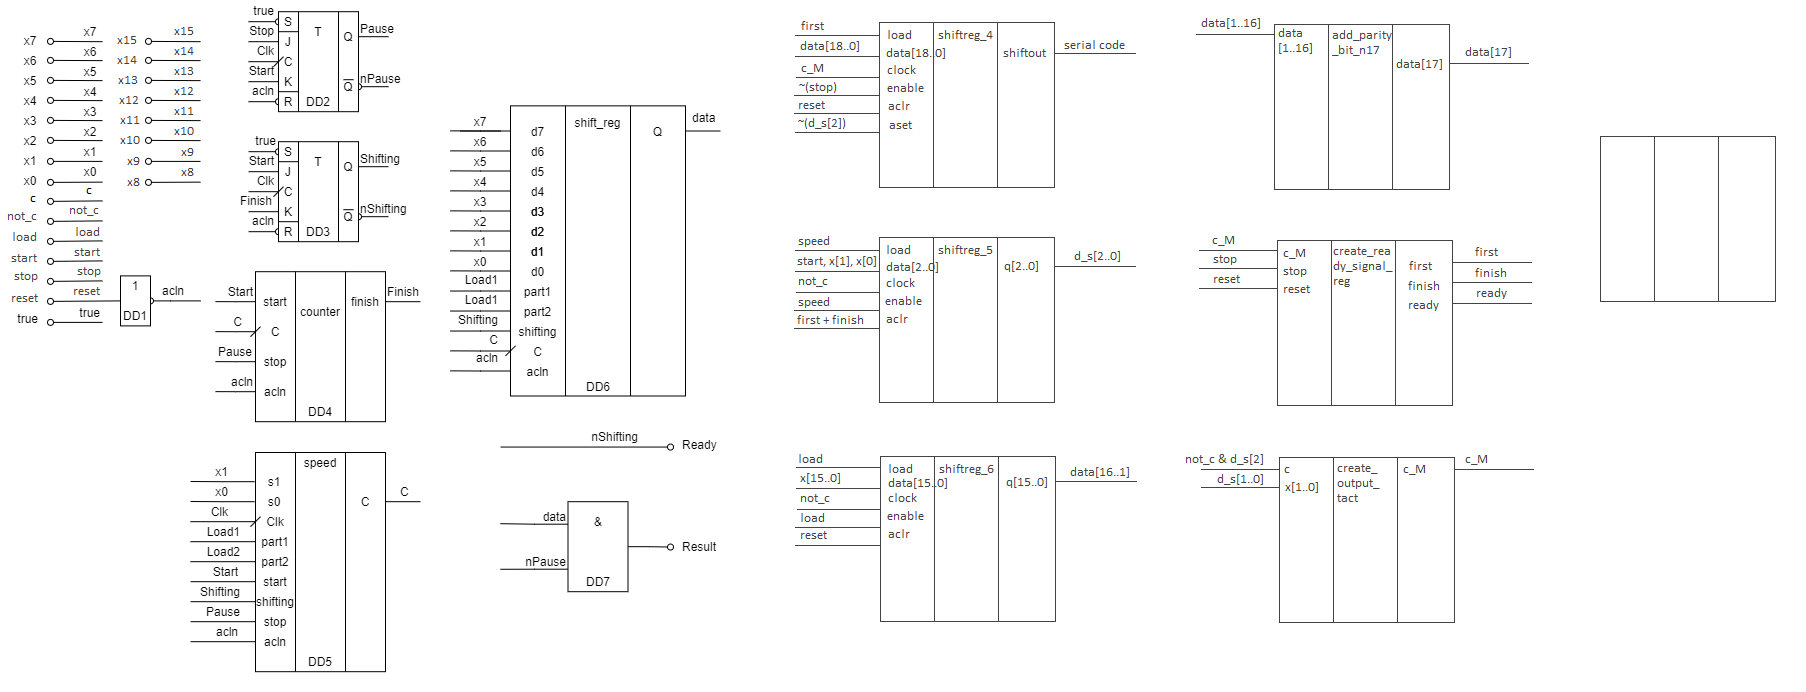 x7 x7
x6 x6
x5 x5
x4 x4
x3 x3
x2 x2
x1 x1
x0 x0
c c
not_c not_c
load load
start start
stop stop
reset reset
true true
x15 x15
x14 x14
x13 x13
x12 x12
x11 x11
x10 x10
x9 x9
x8 x8
1
DD1
acln
true S T Q Pause
Stop J
Clk C
Start K Q nPause
acln R DD2
true S T Q Shifting
Start J
Clk C
Finish K Q nShifting
acln R DD3
Start start counter finish Finish
C C
Pause stop
acln acln
DD4
speed
x1 s1
x0 s0 C C
Clk Clk
Load1 part1
Load2 part2
Start start
Shifting shifting
Pause stop
acln acln
DD5
x7 d7 shift_reg Q data
x6 d6
x5 d5
x4 d4
x3 d3
x2 d2
x1 d1
x0 d0
Load1 part1
Load1 part2
Shifting shifting
C C
acln acln
DD6
nShifting Ready
data &
nPause Result
DD7
first load shiftreg_4
data[18..0] data[18..0] shiftout serial code
c_M clock
~(stop) enable
reset aclr
~(d_s[2]) aset
speed load shiftreg_5
start, x[1], x[0] data[2..0] q[2..0] d_s[2..0]
not_c clock
speed enable
first + finish aclr
load load shiftreg_6
x[15..0] data[15..0] q[15..0] data[16..1]
not_c clock
load enable
reset aclr
data[1..16] data
[1..16]
add_parity
_bit_n17
data[17] data[17]
c_M c_M
stop stop
reset reset
create_rea
dy_signal_
reg
first first
finish finish
ready ready
not_c & d_s[2] c
d_s[1..0] x[1..0]
create_
output_
tact
c_M c_M